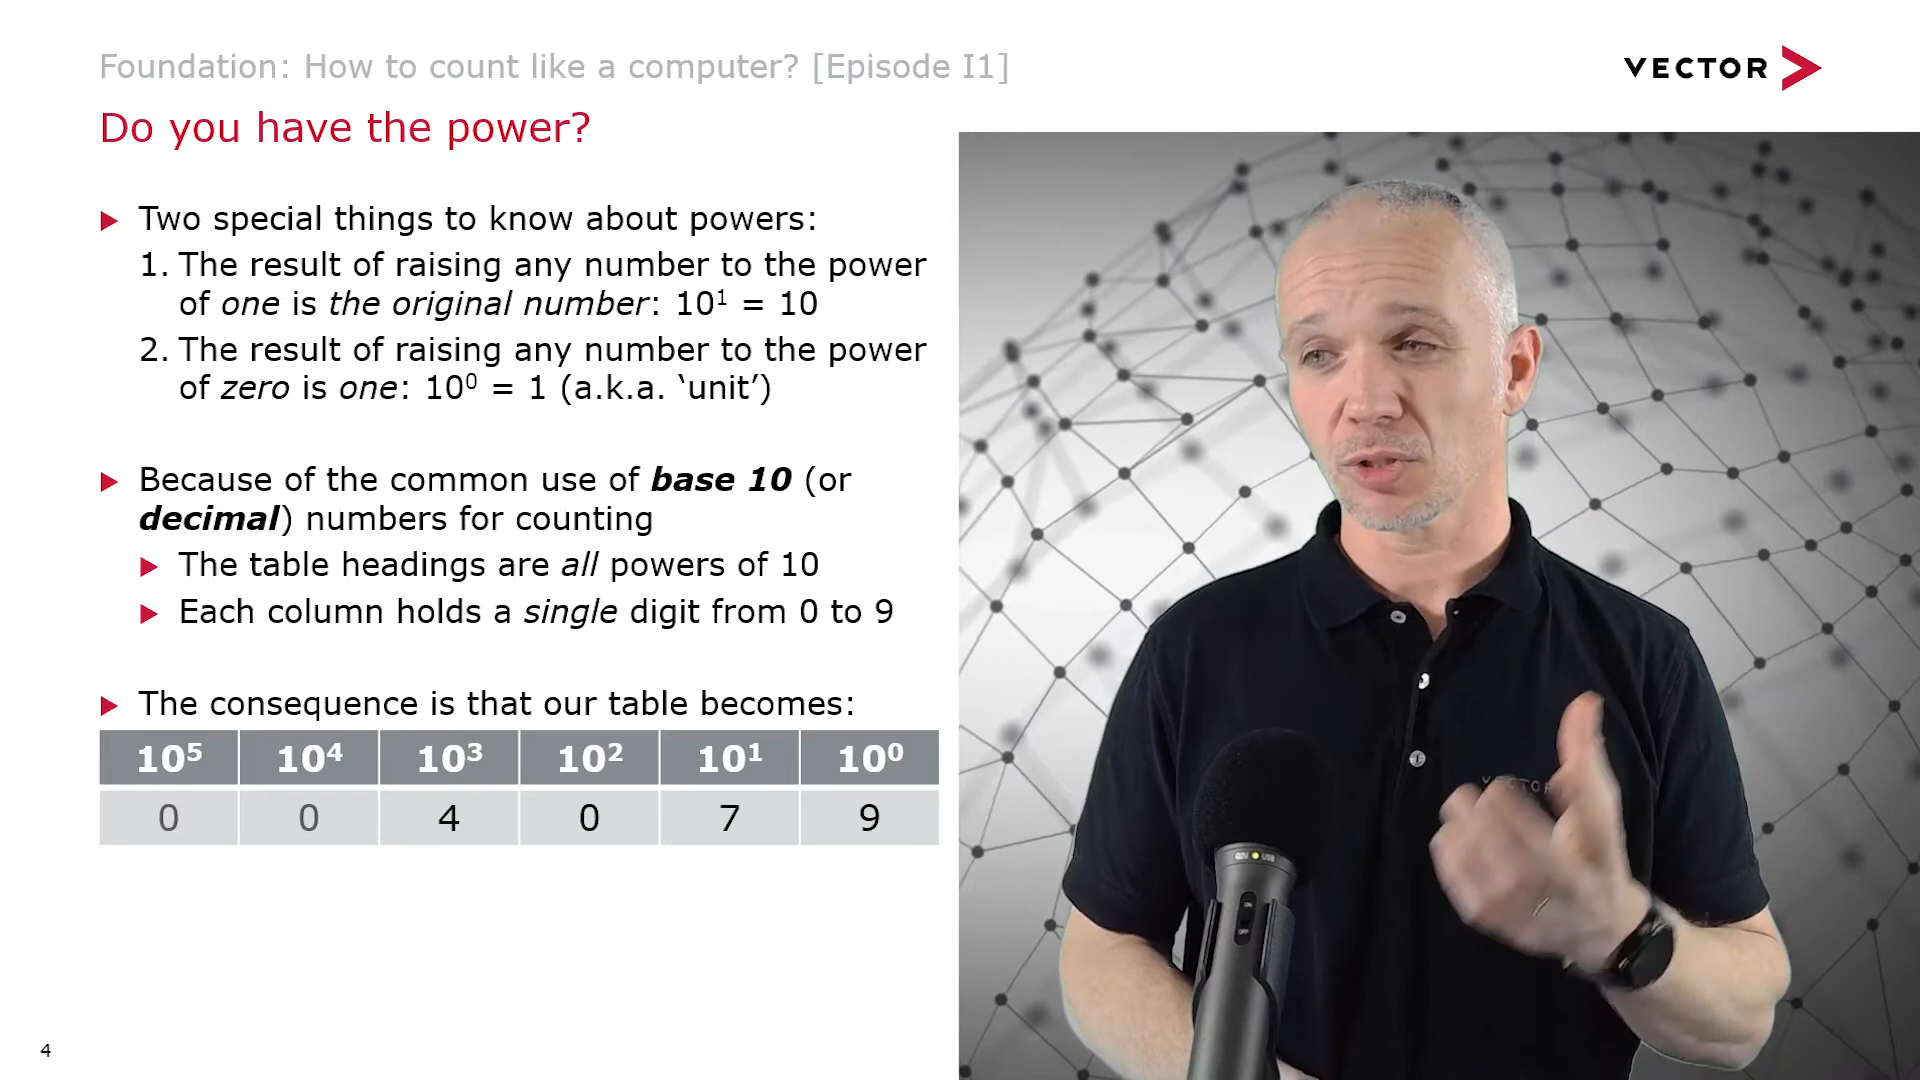 Foundation: How to count like a computer? [Episode I1]
VECTOR
Do you have the power?
Two special things to know about powers:
1. The result of raising any number to the power
of one is the original number: 10¹ = 10
2. The result of raising any number to the power
of zero is one: 10⁰ = 1 (a.k.a. ‘unit’)
Because of the common use of base 10 (or
decimal) numbers for counting
The table headings are all powers of 10
Each column holds a single digit from 0 to 9
The consequence is that our table becomes:
10⁵ 10⁴ 10³ 10² 10¹ 10⁰
0 0 4 0 7 9
VECTOR
USB
ON
OFF
4